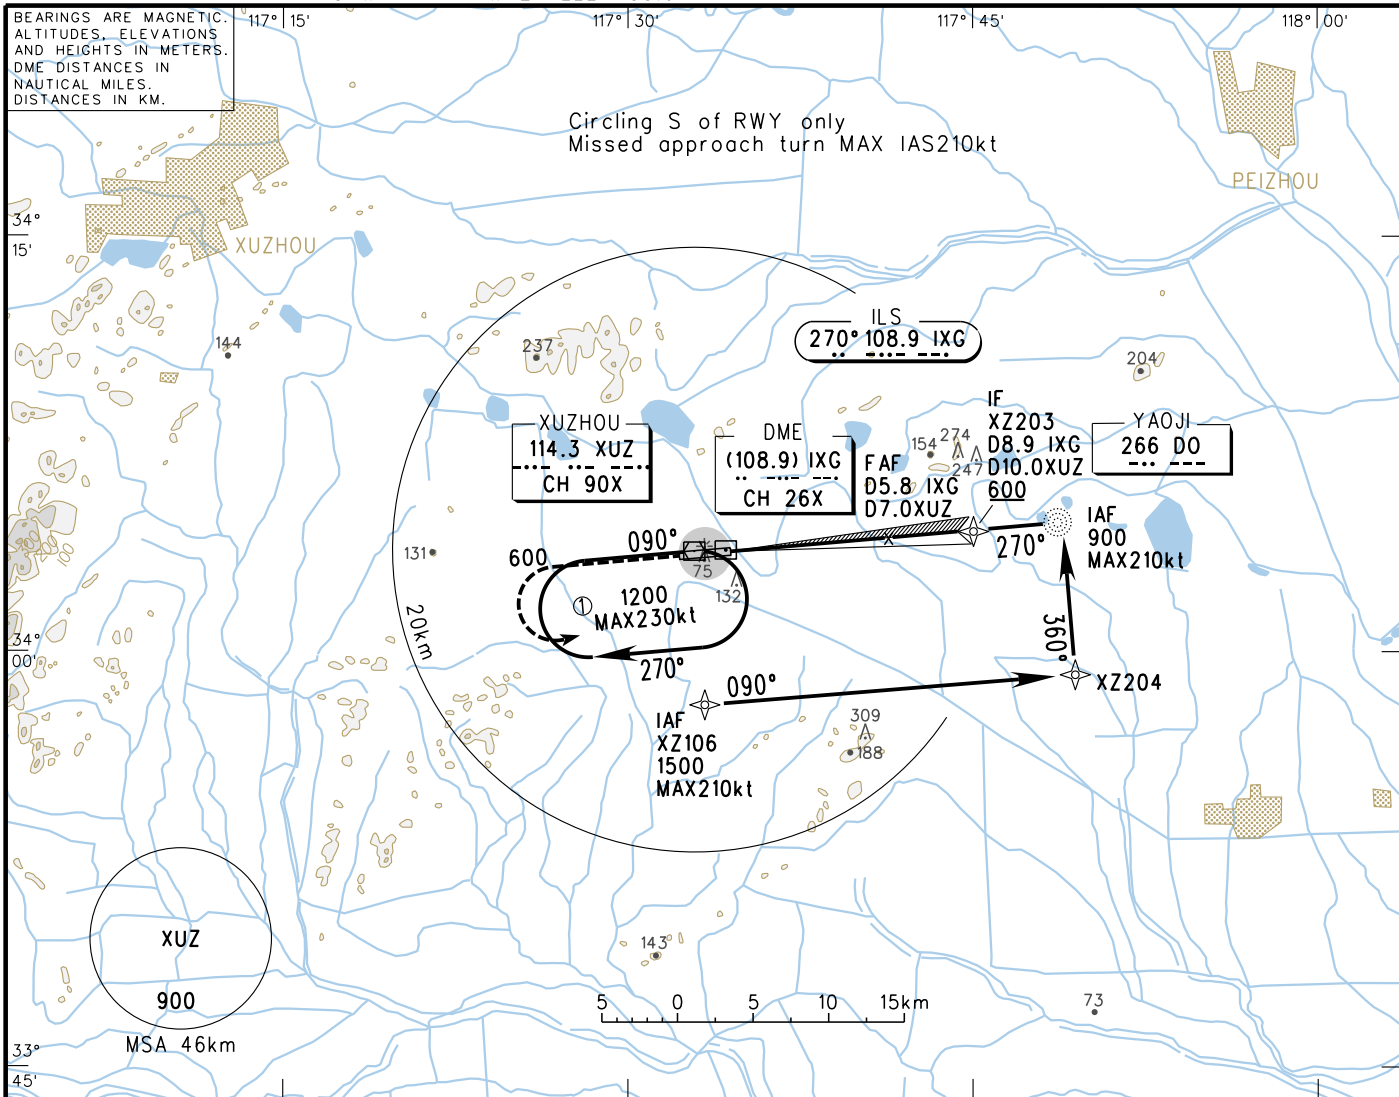 BEARINGS ARE MAGNETIC.
ALTITUDES, ELEVATIONS
AND HEIGHTS IN METERS.
DME DISTANCES IN
NAUTICAL MILES.
DISTANCES IN KM.
117° 15'
117° 30'
117° 45'
118° 00'
Circling S of RWY only
Missed approach turn MAX IAS210kt
PEIZHOU
34°
15'
XUZHOU
ILS
270° 108.9 IXG
144
237
204
IF
XZ203
D8.9 IXG
D10.0XUZ
600
XUZHOU
114.3 XUZ
CH 90X
DME
(108.9) IXG
CH 26X
FAF
D5.8 IXG
D7.0XUZ
154
274
247
YAOJI
266 DO
IAF
900
MAX210kt
131
600
090°
75
270°
132
1
1200
MAX230kt
20km
270°
360°
34°
00'
090°
XZ204
IAF
XZ106
1500
MAX210kt
309
188
XUZ
900
MSA 46km
143
5 0 5 10 15km
73
33°
45'